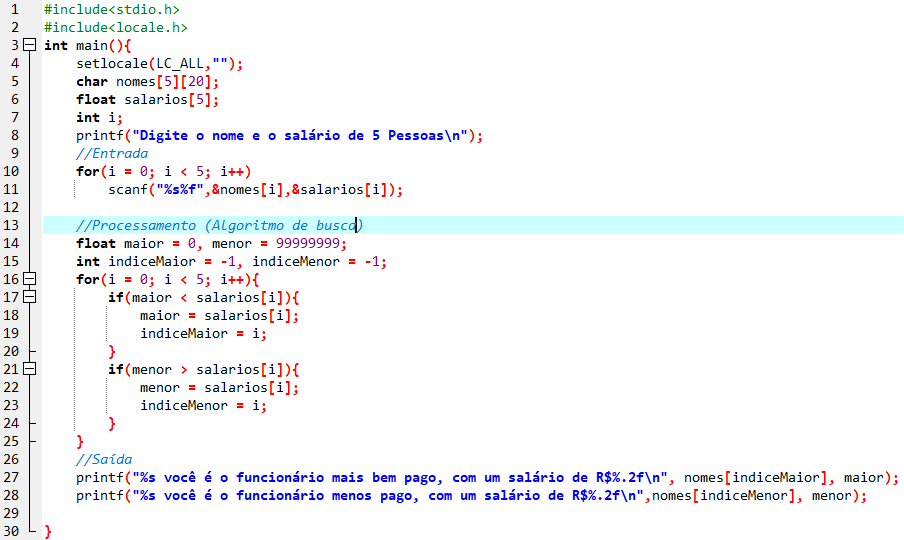 1 #include<stdio.h>
2 #include<locale.h>
3 int main(){
4 setlocale(LC_ALL,"");
5 char nomes[5][20];
6 float salarios[5];
7 int i;
8 printf("Digite o nome e o salário de 5 Pessoas\n");
9 //Entrada
10 for(i = 0; i < 5; i++)
11 scanf("%s%f",&nomes[i],&salarios[i]);
12
13 //Processamento (Algoritmo de busca)
14 float maior = 0, menor = 99999999;
15 int indiceMaior = -1, indiceMenor = -1;
16 for(i = 0; i < 5; i++){
17 if(maior < salarios[i]){
18 maior = salarios[i];
19 indiceMaior = i;
20 }
21 if(menor > salarios[i]){
22 menor = salarios[i];
23 indiceMenor = i;
24 }
25 }
26 //Saída
27 printf("%s você é o funcionário mais bem pago, com um salário de R$%.2f\n", nomes[indiceMaior], maior);
28 printf("%s você é o funcionário menos pago, com um salário de R$%.2f\n",nomes[indiceMenor], menor);
29
30 }